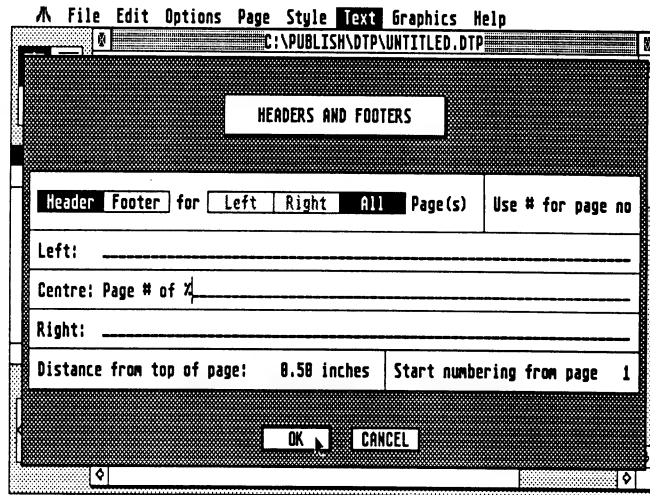 File Edit Options Page Style Text Graphics Help
C:\PUBLISH\DTP\UNTITLED.DTP
HEADERS AND FOOTERS
Header Footer for Left Right All Page(s) Use # for page no
Left:
Centre: Page # of %
Right:
Distance from top of page: 0.50 inches Start numbering from page 1
OK CANCEL